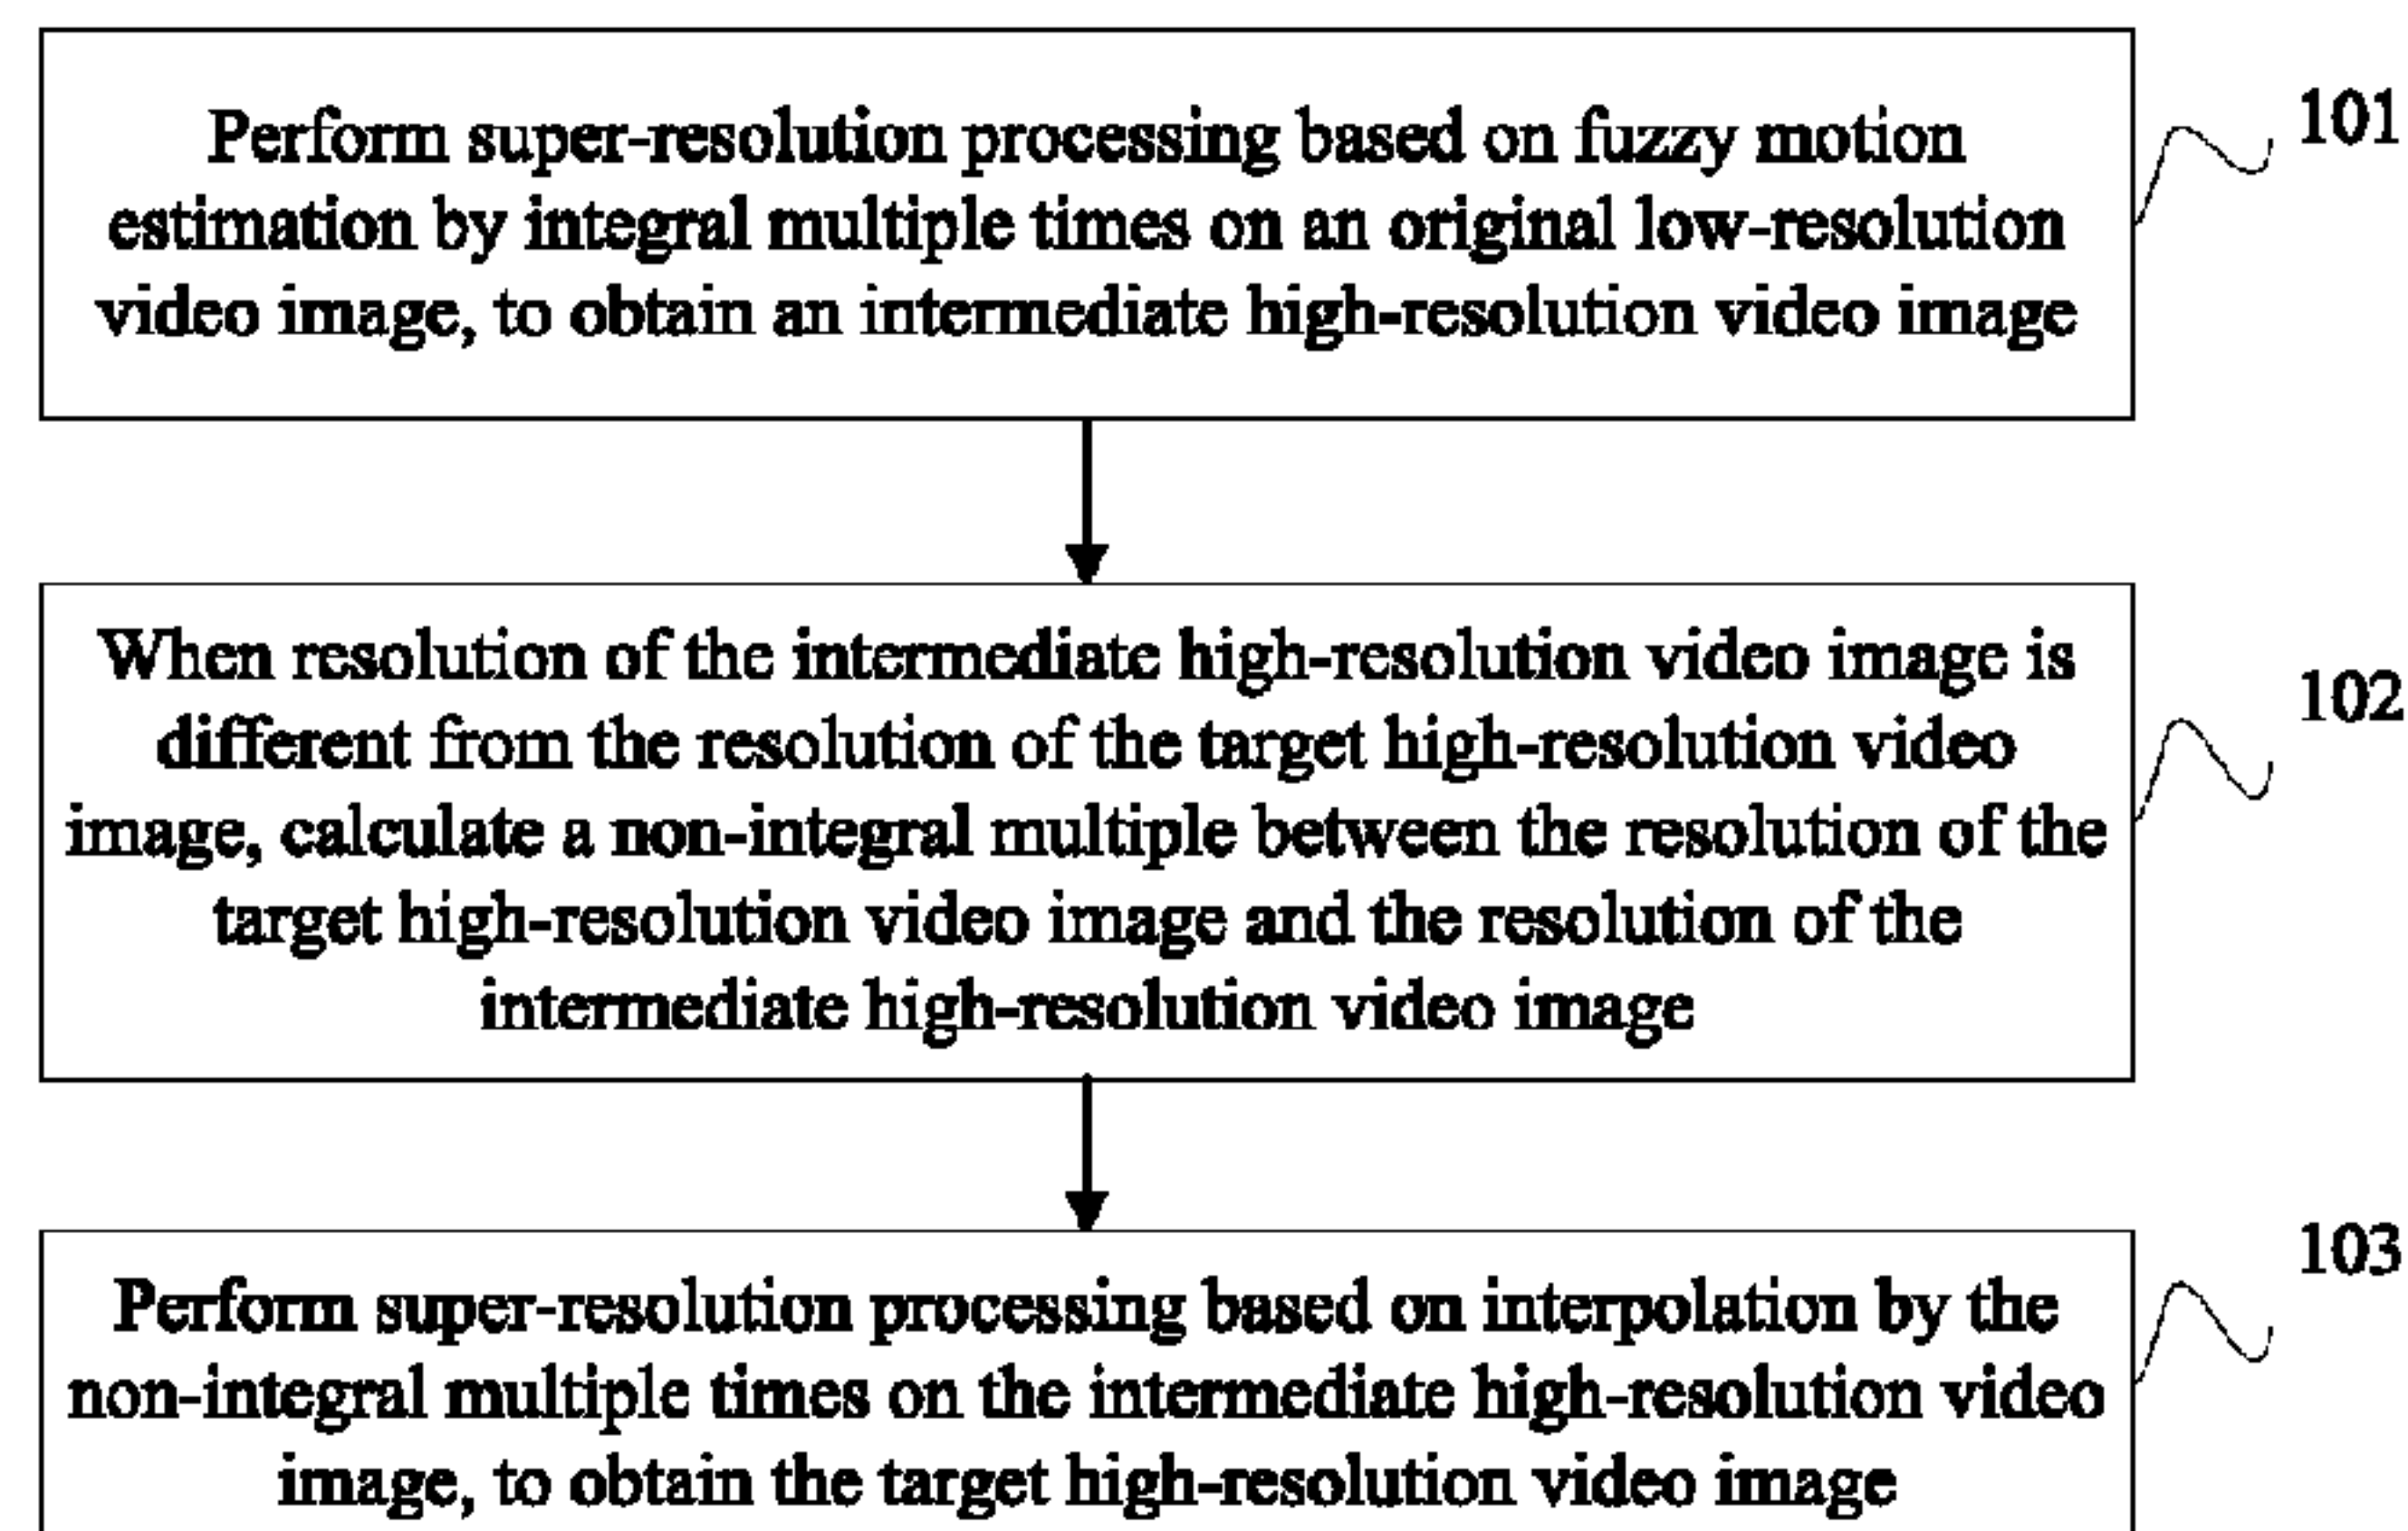 Perform super-resolution processing based on fuzzy motion
estimation by integral multiple times on an original low-resolution
video image, to obtain an intermediate high-resolution video image
101
When resolution of the intermediate high-resolution video image is
different from the resolution of the target high-resolution video
image, calculate a non-integral multiple between the resolution of the
target high-resolution video image and the resolution of the
intermediate high-resolution video image
102
Perform super-resolution processing based on interpolation by the
non-integral multiple times on the intermediate high-resolution video
image, to obtain the target high-resolution video image
103